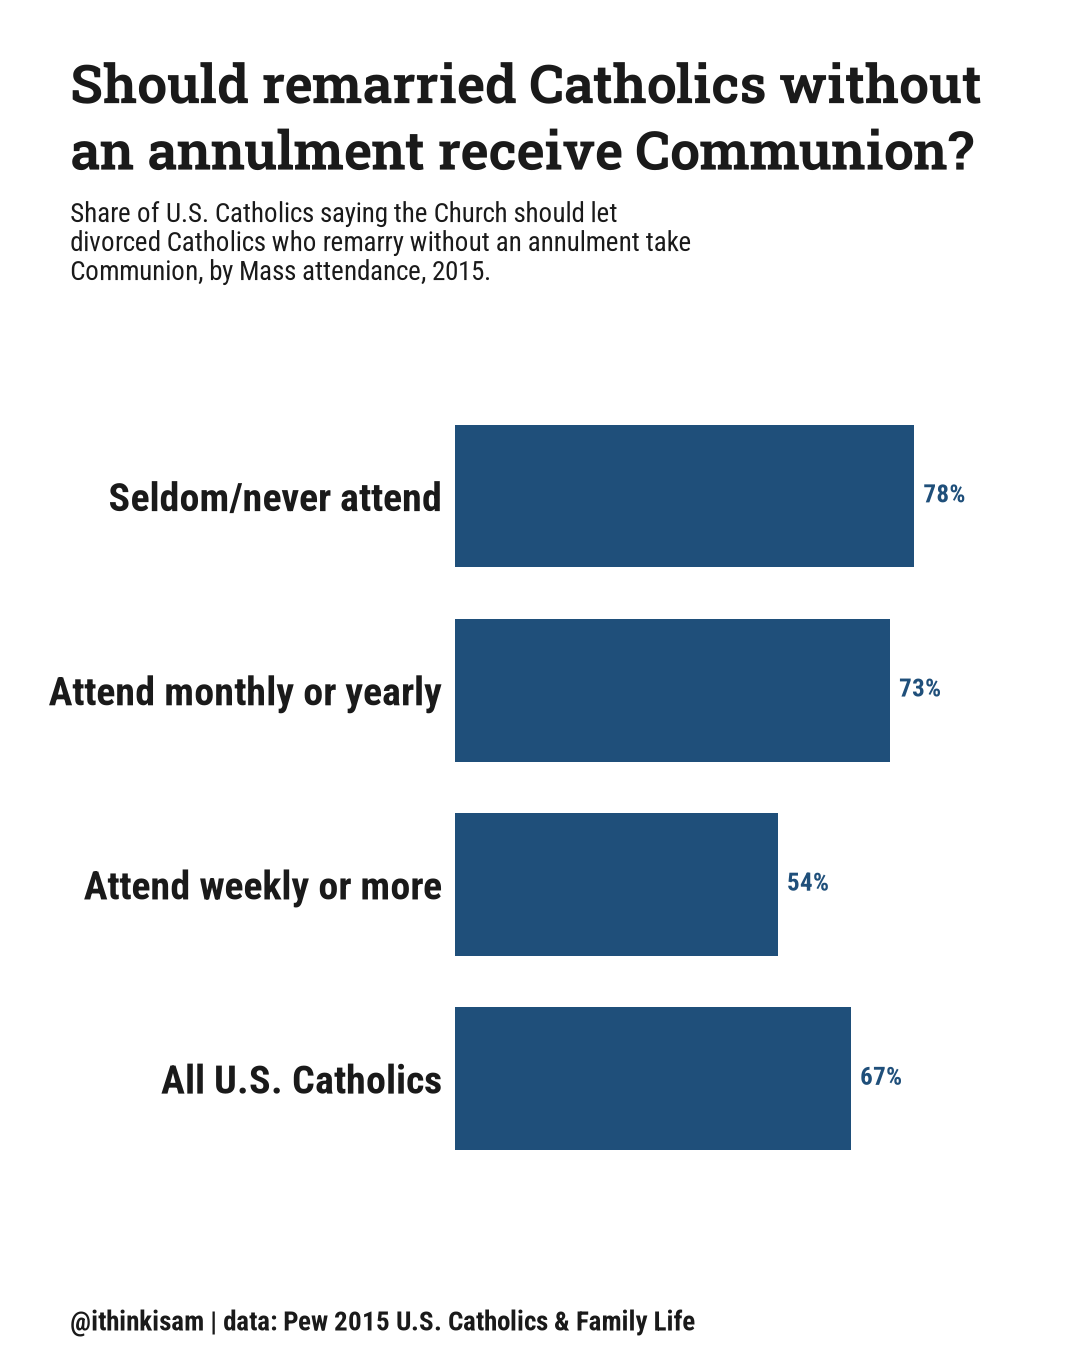 Should remarried Catholics without
an annulment receive Communion?
Share of U.S. Catholics saying the Church should let
divorced Catholics who remarry without an annulment take
Communion, by Mass attendance, 2015.
Seldom/never attend
78%
Attend monthly or yearly
73%
Attend weekly or more
54%
All U.S. Catholics
67%
@ithinkisam | data: Pew 2015 U.S. Catholics & Family Life